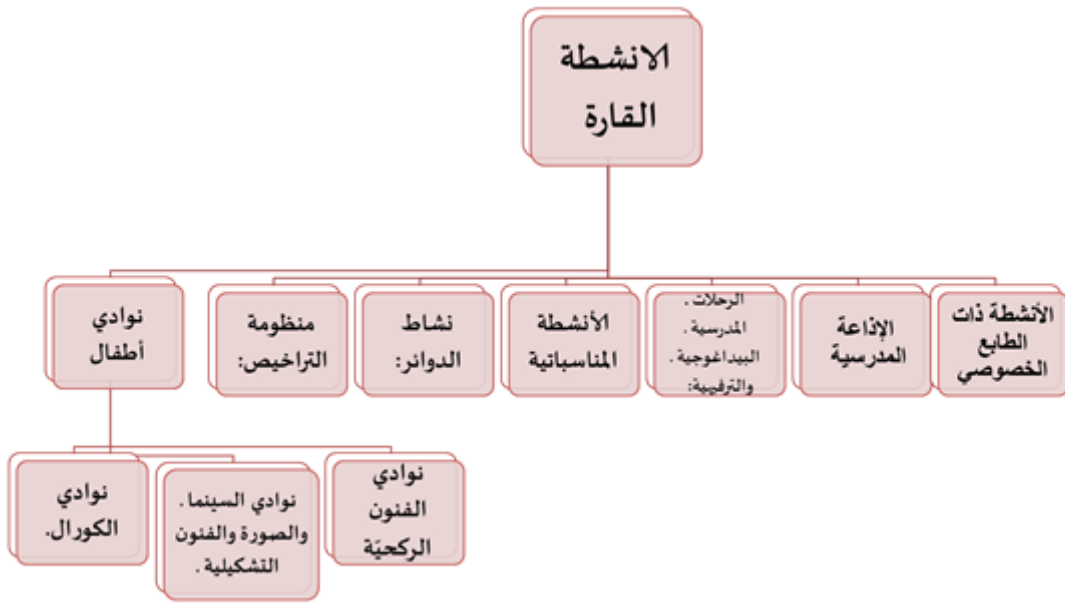 الانشطة
القارة
الأنشطة ذات
الطابع
الخصوصي
الإذاعة
المدرسية
الرحلات .
المدرسية .
البيداغوجية .
والترفيهية:
الأنشطة
المناسباتية
نشاط
الدوائر:
منظومة
التراخيص:
نوادي
أطفال
نوادي
الفنون
الركحيّة
نوادي السينما .
والصورة والفنون
التشكيلية .
نوادي
الكورال.